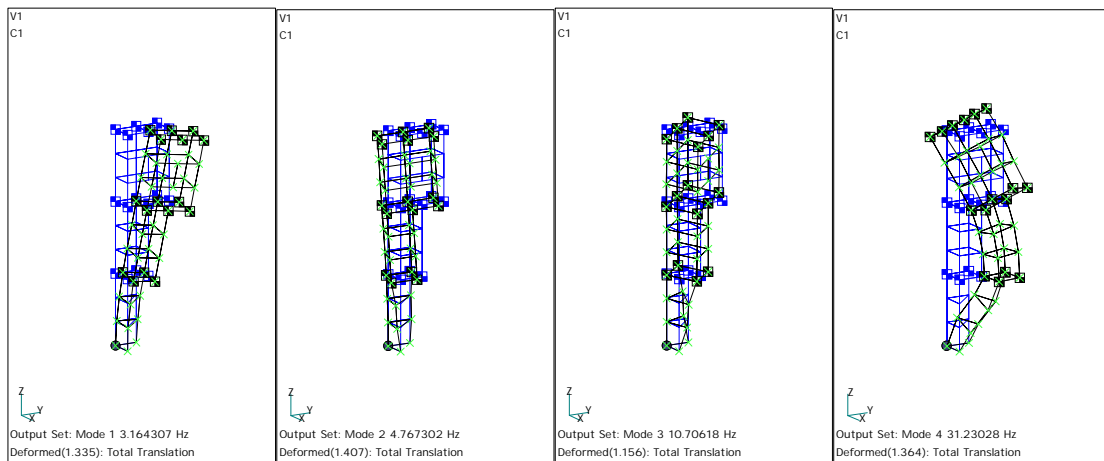 V1
C1
Z
Y
X
Output Set: Mode 1 3.164307 Hz
Deformed(1.335): Total Translation
V1
C1
Z
Y
X
Output Set: Mode 2 4.767302 Hz
Deformed(1.407): Total Translation
V1
C1
Z
Y
X
Output Set: Mode 3 10.70618 Hz
Deformed(1.156): Total Translation
V1
C1
Z
Y
X
Output Set: Mode 4 31.23028 Hz
Deformed(1.364): Total Translation